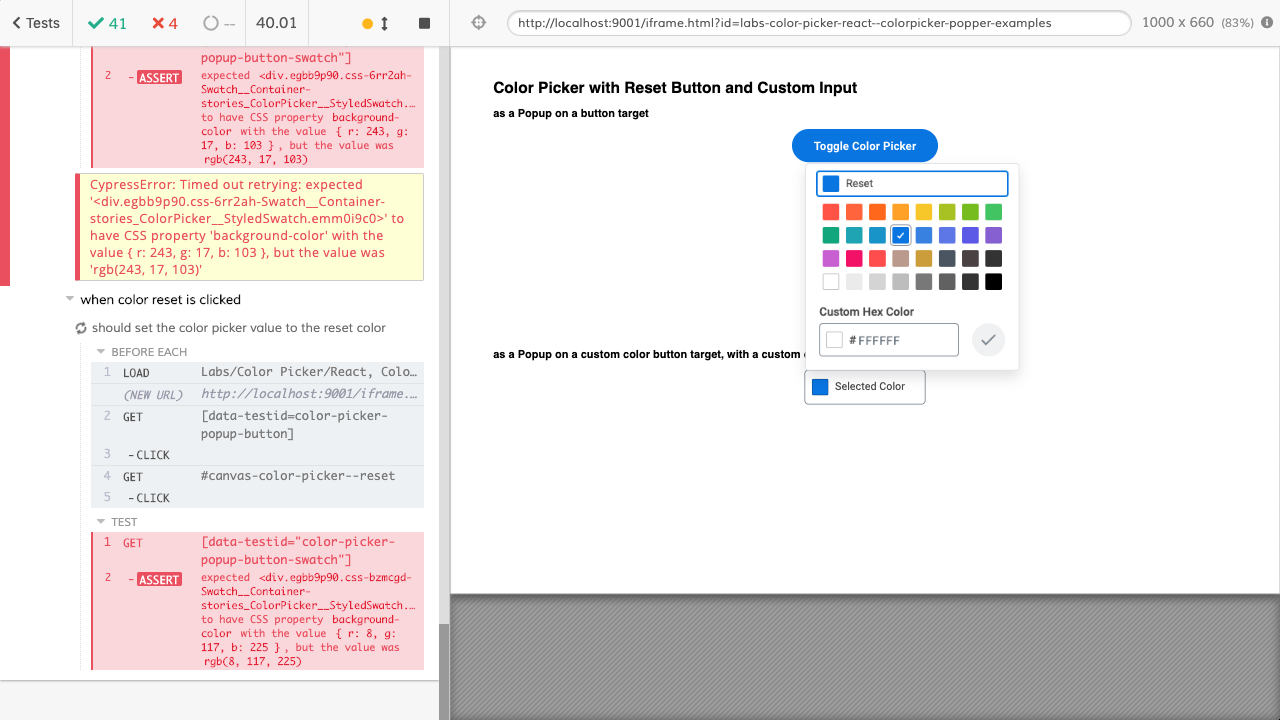 Tests
41
4
--
40.01
http://localhost:9001/iframe.html?id=labs-color-picker-react--colorpicker-popper-examples
1000 x 660 (83%)
popup-button-swatch"]
2 - ASSERT expected <div.egbb9p90.css-6rr2ah-
Swatch__Container-
stories_ColorPicker__StyledSwatch.…
to have CSS property background-
color with the value { r: 243, g:
17, b: 103 } , but the value was
rgb(243, 17, 103)
CypressError: Timed out retrying: expected
'<div.egbb9p90.css-6rr2ah-Swatch__Container-
stories_ColorPicker__StyledSwatch.emm0i9c0>' to
have CSS property 'background-color' with the
value { r: 243, g: 17, b: 103 }, but the value was
'rgb(243, 17, 103)'
when color reset is clicked
should set the color picker value to the reset color
BEFORE EACH
1 LOAD Labs/Color Picker/React, Colo…
(NEW URL) http://localhost:9001/iframe.…
2 GET [data-testid=color-picker-
popup-button]
3 - CLICK
4 GET #canvas-color-picker--reset
5 - CLICK
TEST
1 GET [data-testid="color-picker-
popup-button-swatch"]
2 - ASSERT expected <div.egbb9p90.css-bzmcgd-
Swatch__Container-
stories_ColorPicker__StyledSwatch.…
to have CSS property background-
color with the value { r: 8, g:
117, b: 225 } , but the value was
rgb(8, 117, 225)
Color Picker with Reset Button and Custom Input
as a Popup on a button target
Toggle Color Picker
Reset
Custom Hex Color
# FFFFFF
as a Popup on a custom color button target, with a custom
Selected Color